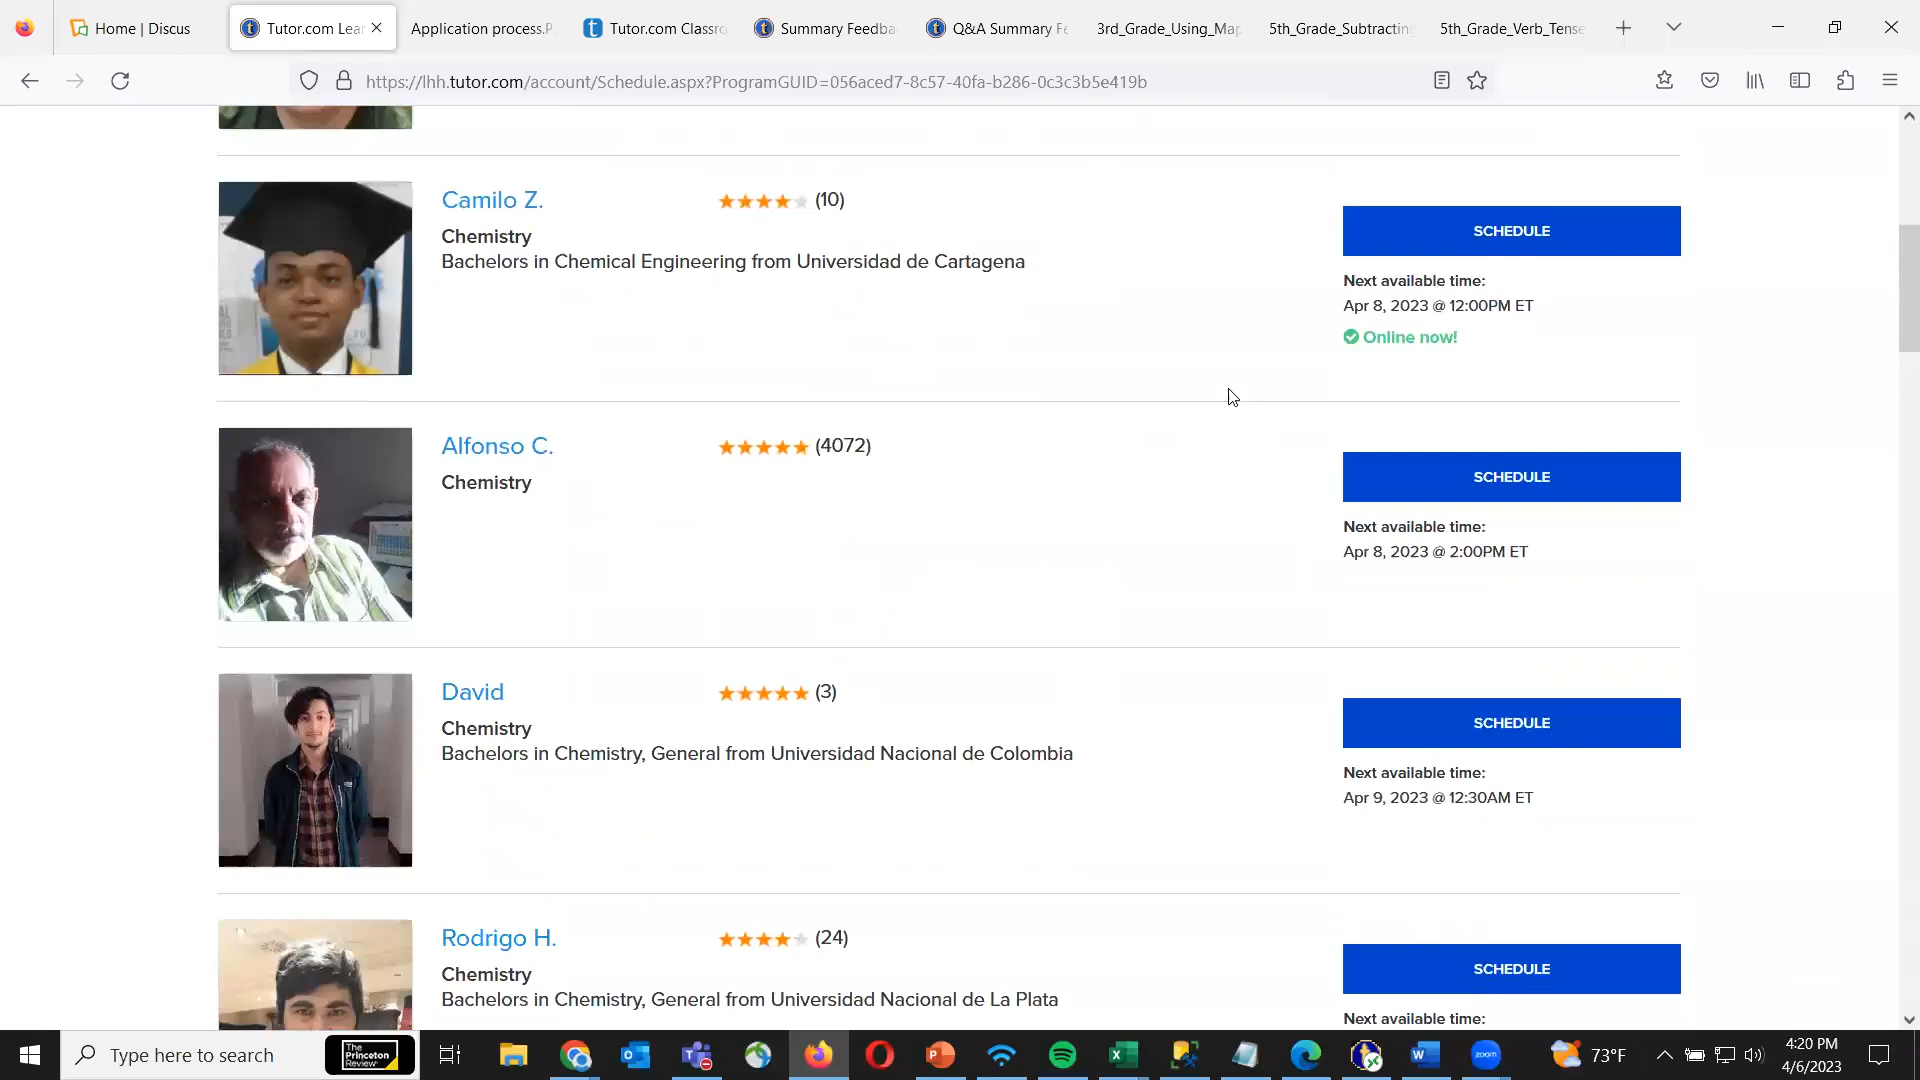 Home | Discus
Tutor.com Lear
Application process.P
Tutor.com Classro
Summary Feedba
Q&A Summary Fe
3rd_Grade_Using_Map
5th_Grade_Subtractin
5th_Grade_Verb_Tense
https://lhh.tutor.com/account/Schedule.aspx?ProgramGUID=056aced7-8c57-40fa-b286-0c3c3b5e419b
Camilo Z.
(10)
Chemistry
Bachelors in Chemical Engineering from Universidad de Cartagena
SCHEDULE
Next available time:
Apr 8, 2023 @ 12:00PM ET
Online now!
Alfonso C.
(4072)
Chemistry
SCHEDULE
Next available time:
Apr 8, 2023 @ 2:00PM ET
David
(3)
Chemistry
Bachelors in Chemistry, General from Universidad Nacional de Colombia
SCHEDULE
Next available time:
Apr 9, 2023 @ 12:30AM ET
Rodrigo H.
(24)
Chemistry
Bachelors in Chemistry, General from Universidad Nacional de La Plata
SCHEDULE
Next available time:
Type here to search
The
Princeton
Review
zoom
73°F
4:20 PM
4/6/2023